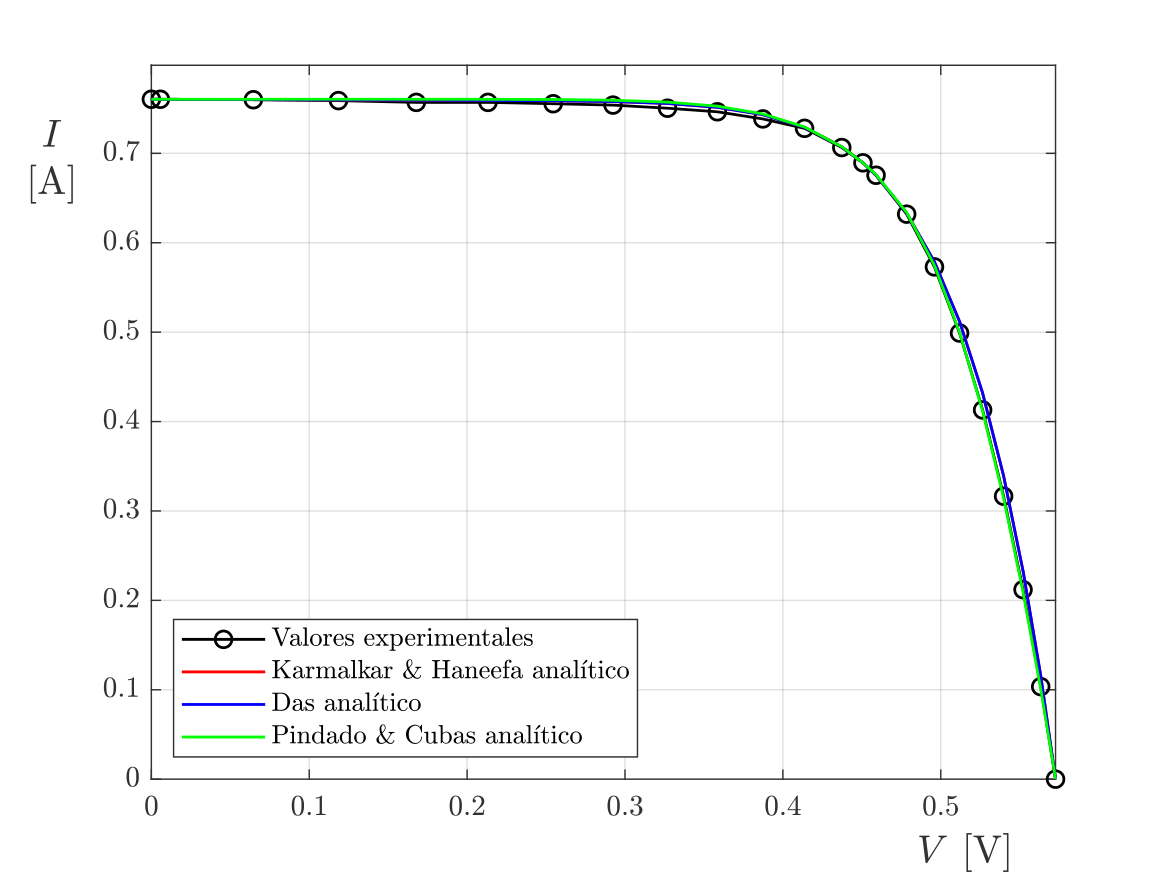 I
[A]
0.7
0.6
0.5
0.4
0.3
0.2
0.1
0
Valores experimentales
Karmalkar & Haneefa analítico
Das analítico
Pindado & Cubas analítico
0 0.1 0.2 0.3 0.4 0.5
V [V]